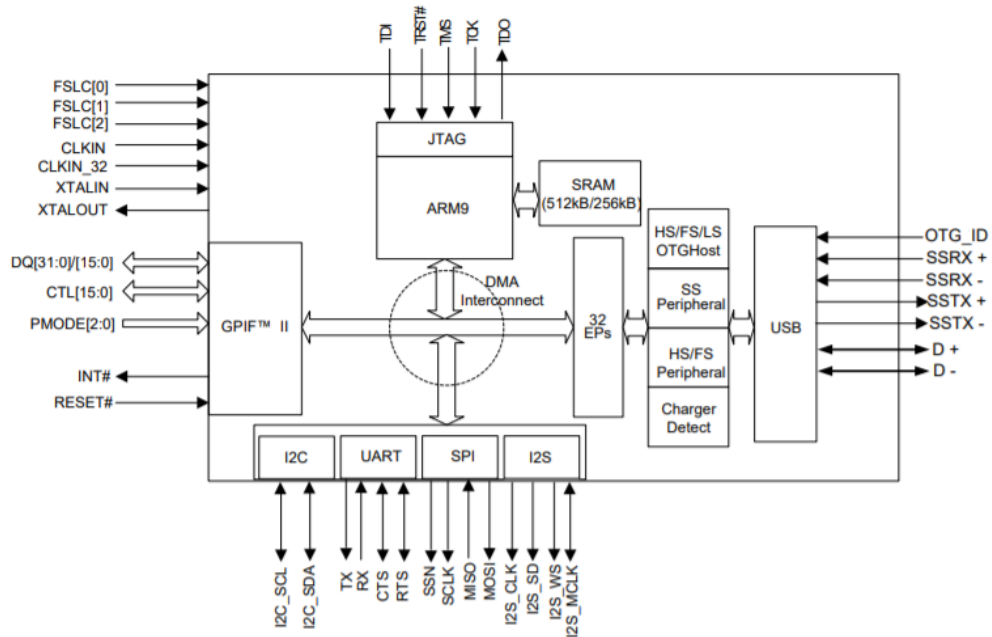 TDI
TRST#
TMS
TCK
TDO
FSLC[0]
FSLC[1]
FSLC[2]
CLKIN
CLKIN_32
XTALIN
XTALOUT
DQ[31:0]/[15:0]
CTL[15:0]
PMODE[2:0]
INT#
RESET#
JTAG
ARM9
SRAM
(512kB/256kB)
DMA
Interconnect
GPIF™ II
32
EPs
HS/FS/LS
OTGHost
SS
Peripheral
HS/FS
Peripheral
Charger
Detect
USB
OTG_ID
SSRX +
SSRX -
SSTX +
SSTX -
D +
D -
I2C
UART
SPI
I2S
I2C_SCL
I2C_SDA
TX
RX
CTS
RTS
SSN
SCLK
MISO
MOSI
I2S_CLK
I2S_SD
I2S_WS
I2S_MCLK